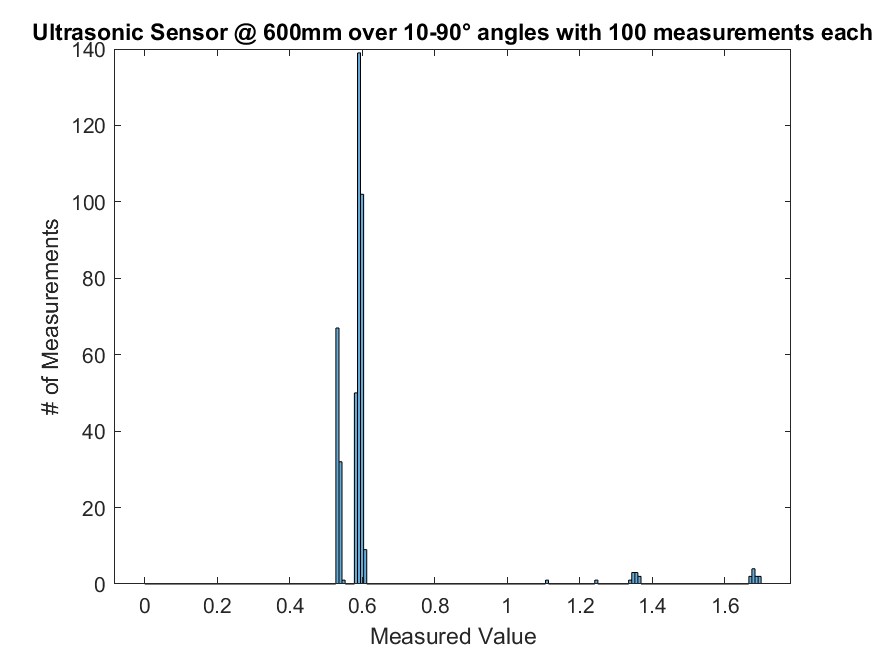 Ultrasonic Sensor @ 600mm over 10-90° angles with 100 measurements each
140
120
100
80
60
40
20
0
# of Measurements
0 0.2 0.4 0.6 0.8 1 1.2 1.4 1.6
Measured Value